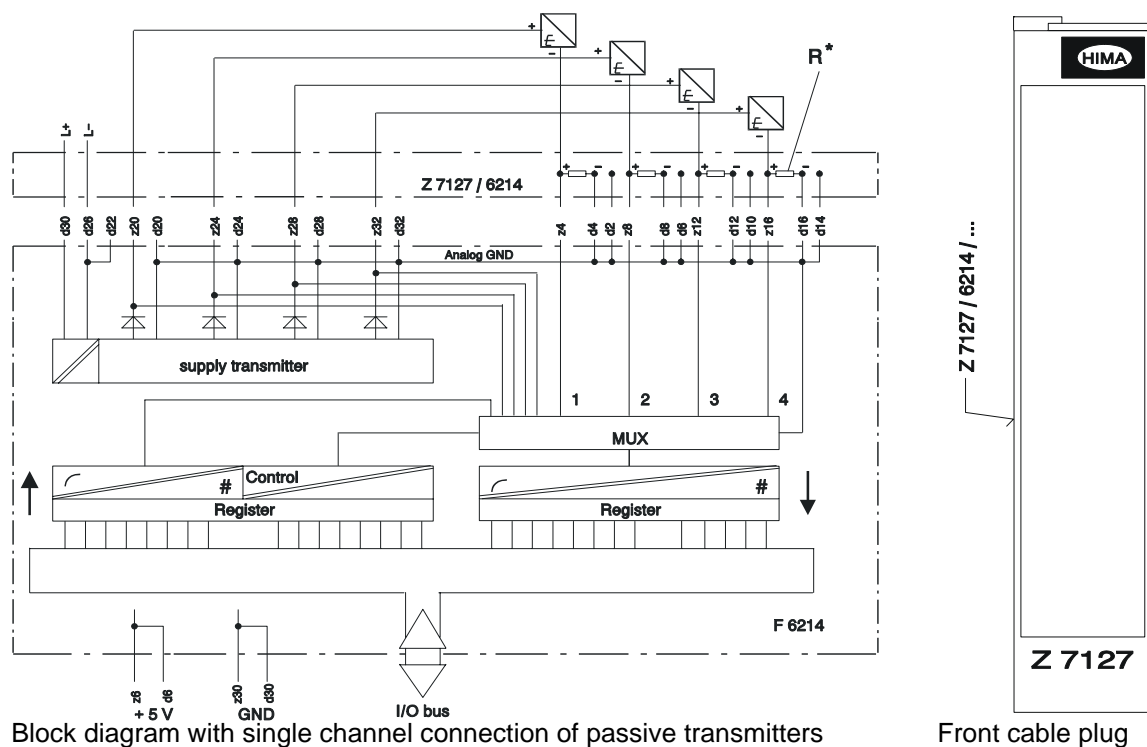 +
-
+
-
+
-
+
-
R*
HIMA
L+
L-
+ - + - + - + -
Z 7127 / 6214
d30 d26 d22 z20 d20 z24 d24 z28 d28 z32 d32 z4 d4 d2 z8 d8 d6 z12 d12 d10 z16 d16 d14
Analog GND
supply transmitter
1 2 3 4
MUX
Control
# #
Register Register
Z 7127 / 6214 / ...
F 6214
Z 7127
z6 d6 z30 d30
+ 5 V GND I/O bus
Block diagram with single channel connection of passive transmitters
Front cable plug